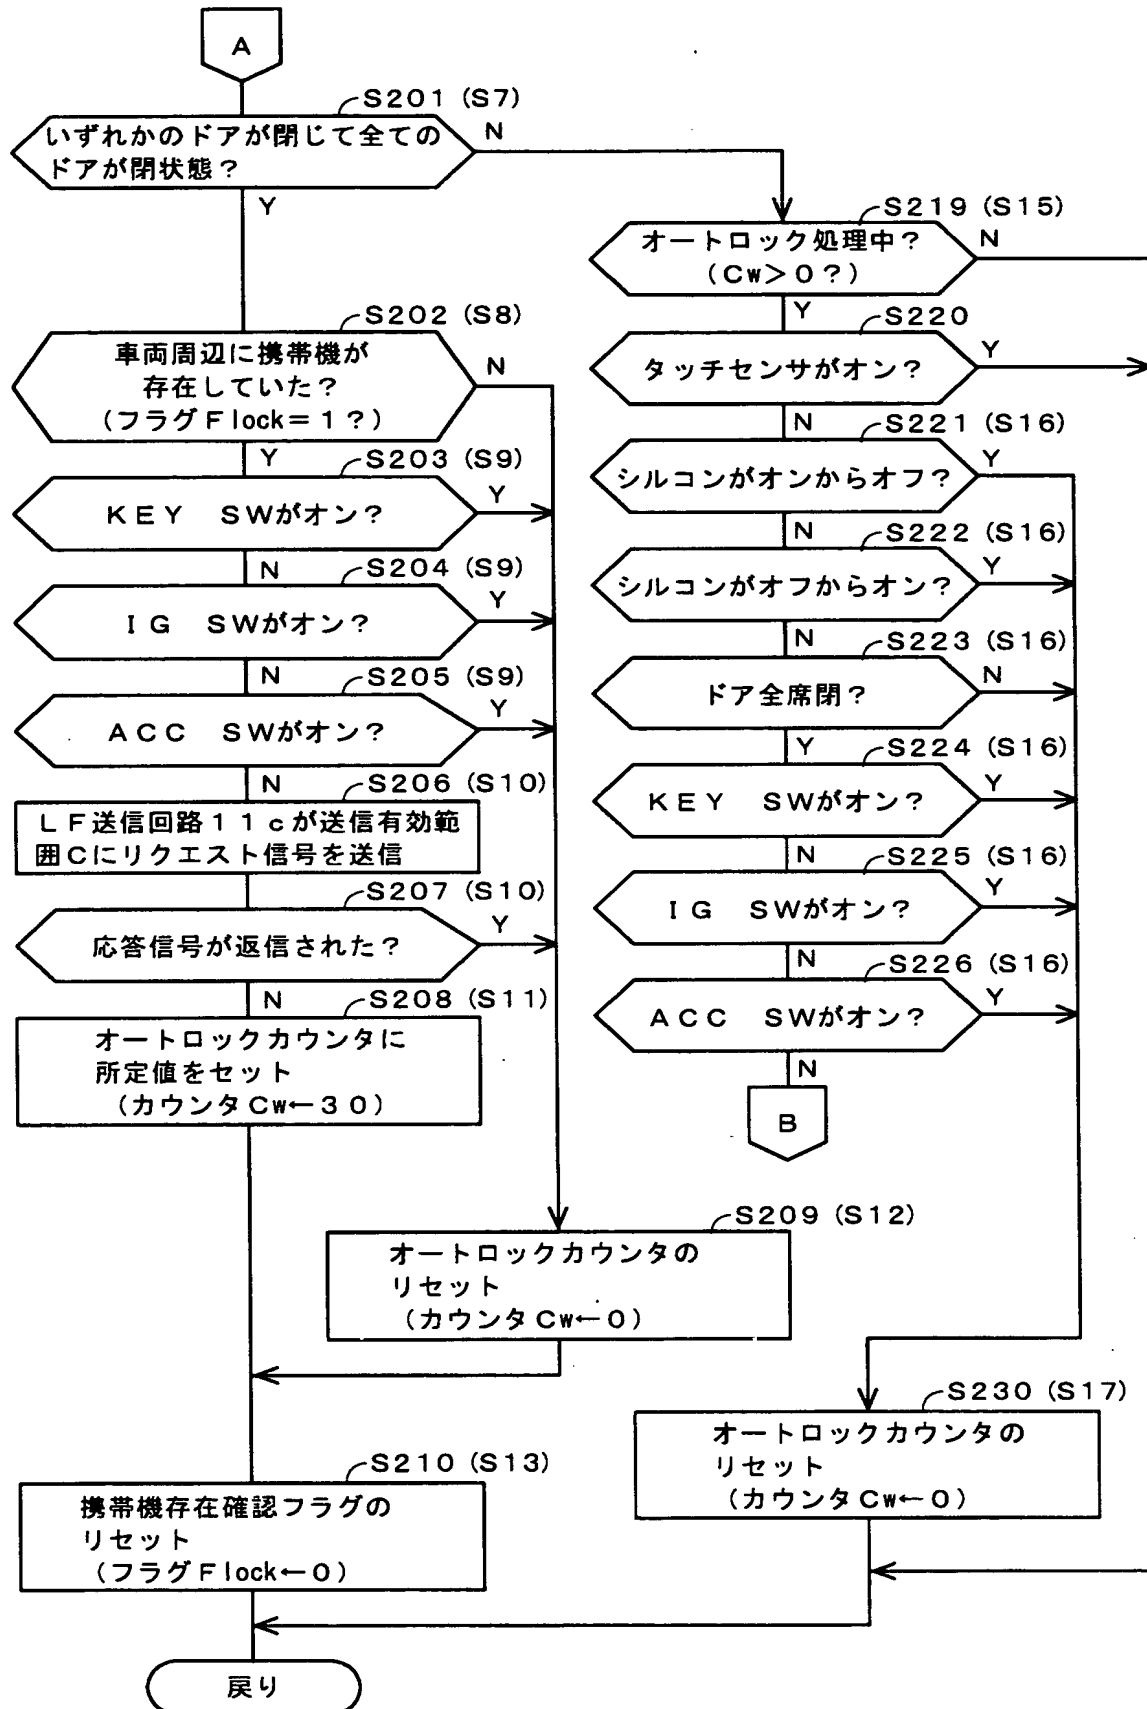 A
S201 (S7)
いずれかのドアが閉じて全ての
ドアが閉状態?
N
Y
S202 (S8)
車両周辺に携帯機が
存在していた?
(フラグFlock=1?)
N
Y
S203 (S9)
KEY SWがオン?
Y
N
S204 (S9)
IG SWがオン?
Y
N
S205 (S9)
ACC SWがオン?
Y
N
S206 (S10)
LF送信回路11cが送信有効範
囲Cにリクエスト信号を送信
S207 (S10)
応答信号が返信された?
Y
N
S208 (S11)
オートロックカウンタに
所定値をセット
(カウンタCw←30)
S209 (S12)
オートロックカウンタの
リセット
(カウンタCw←0)
S210 (S13)
携帯機存在確認フラグの
リセット
(フラグFlock←0)
戻り
S219 (S15)
オートロック処理中?
(Cw>0?)
N
Y
S220
タッチセンサがオン?
Y
N
S221 (S16)
シルコンがオンからオフ?
Y
N
S222 (S16)
シルコンがオフからオン?
Y
N
S223 (S16)
ドア全席閉?
N
Y
S224 (S16)
KEY SWがオン?
Y
N
S225 (S16)
IG SWがオン?
Y
N
S226 (S16)
ACC SWがオン?
Y
N
B
S230 (S17)
オートロックカウンタの
リセット
(カウンタCw←0)